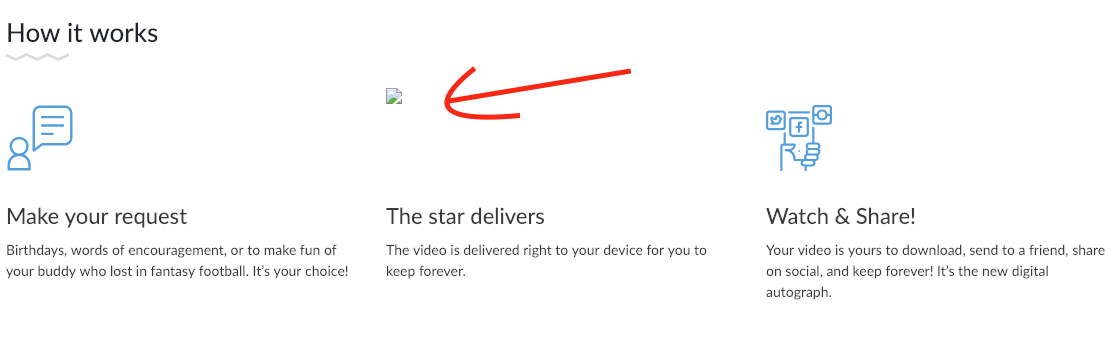 How it works
Make your request
Birthdays, words of encouragement, or to make fun of
your buddy who lost in fantasy football. It's your choice!
The star delivers
The video is delivered right to your device for you to
keep forever.
Watch & Share!
Your video is yours to download, send to a friend, share
on social, and keep forever! It's the new digital
autograph.